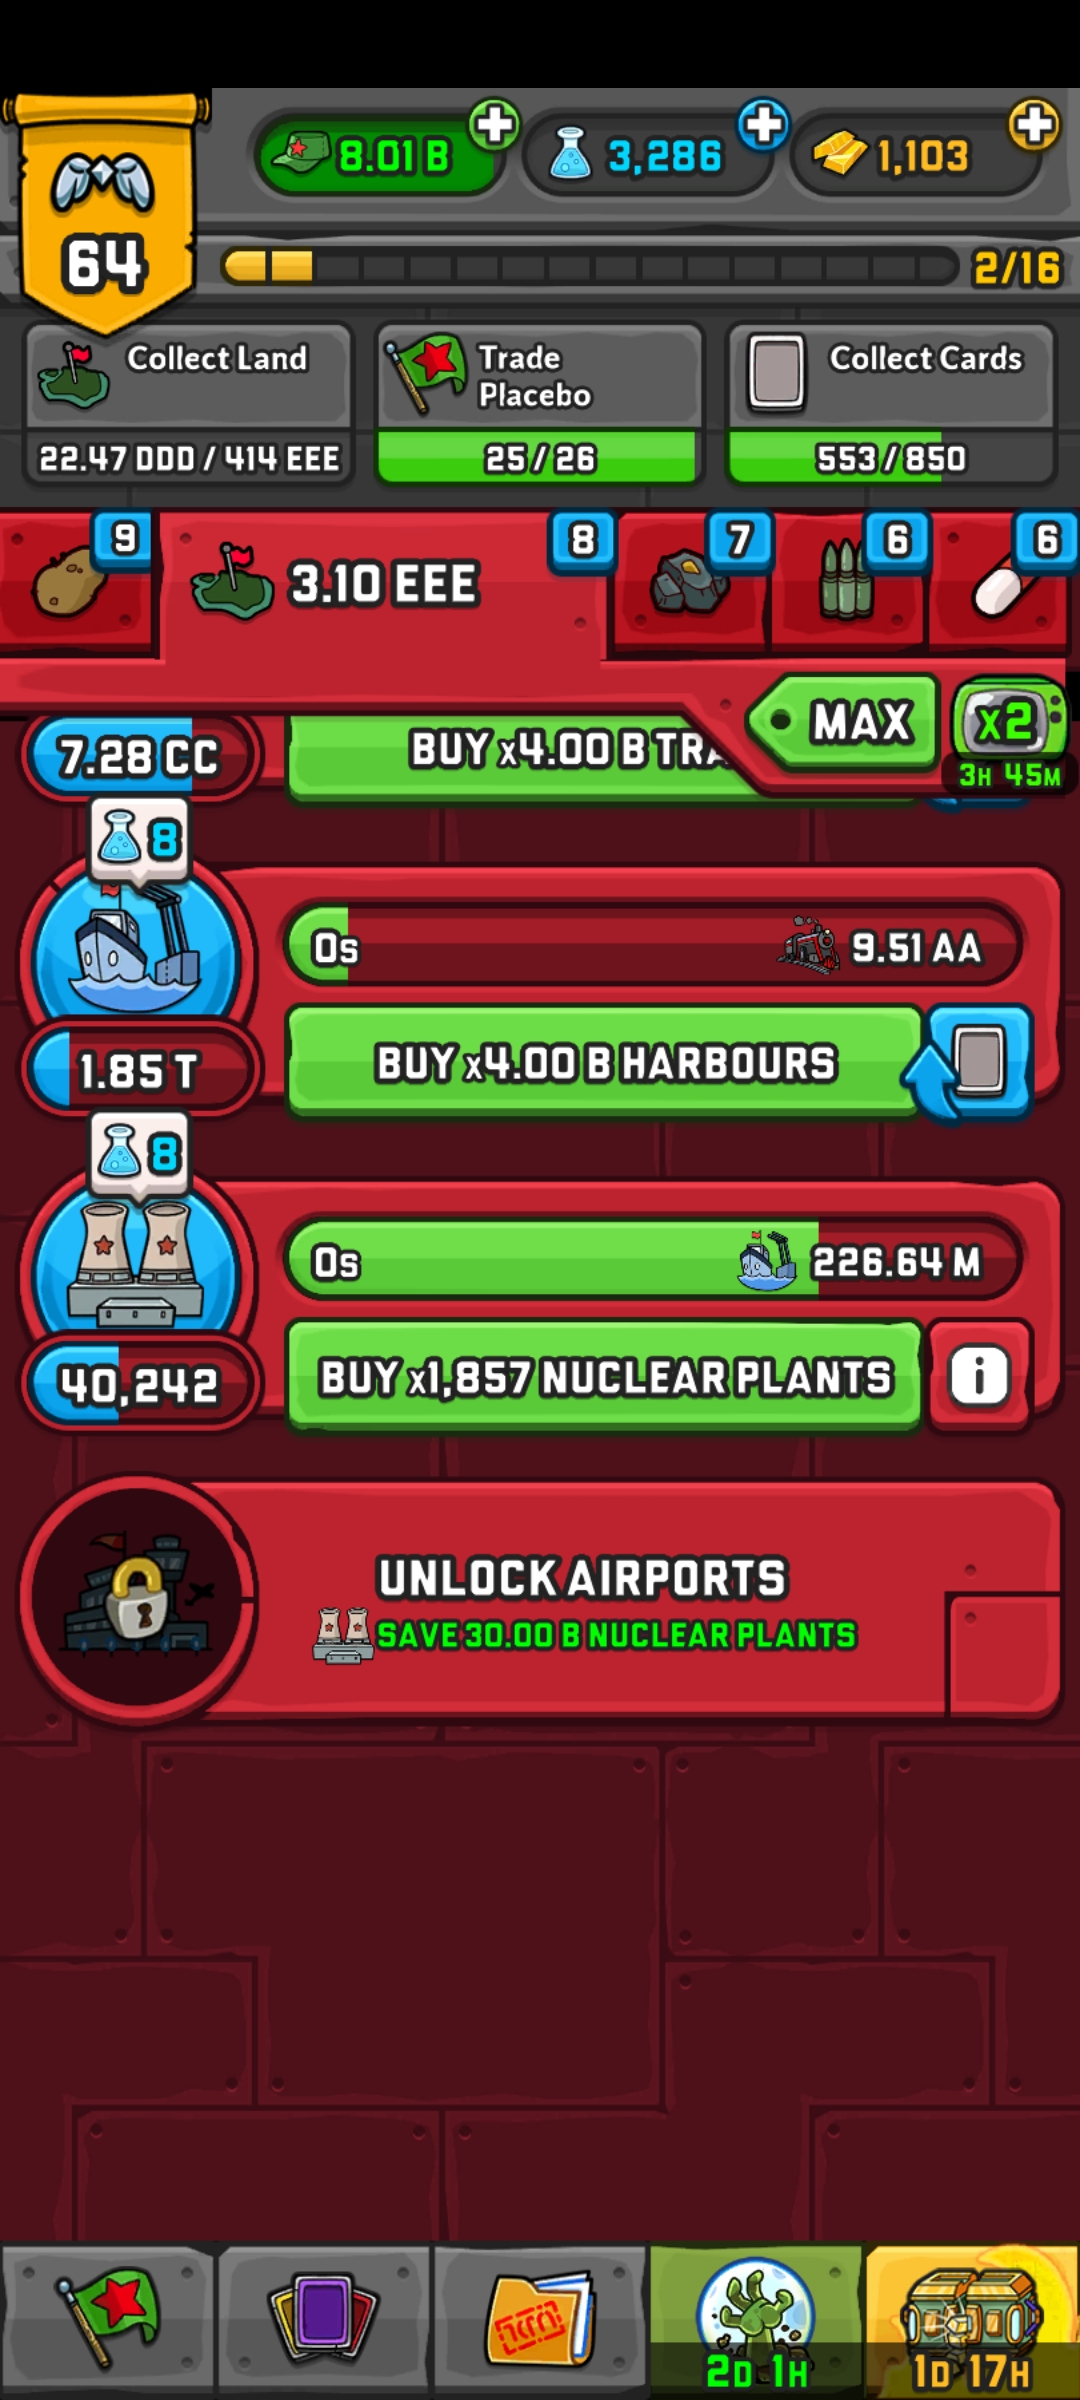 64
8.01 B
3,286
1,103
2/16
Collect Land
22.47 DDD / 414 EEE
Trade
Placebo
25 / 26
Collect Cards
553 / 850
9
3.10 EEE
8
7
6
6
MAX
x2
3H 45M
7.28 CC
BUY x4.00 B TRA
8
0s
9.51 AA
1.85 T
BUY x4.00 B HARBOURS
8
0s
226.64 M
40,242
BUY x1,857 NUCLEAR PLANTS
i
UNLOCK AIRPORTS
SAVE 30.00 B NUCLEAR PLANTS
2D 1H
1D 17H